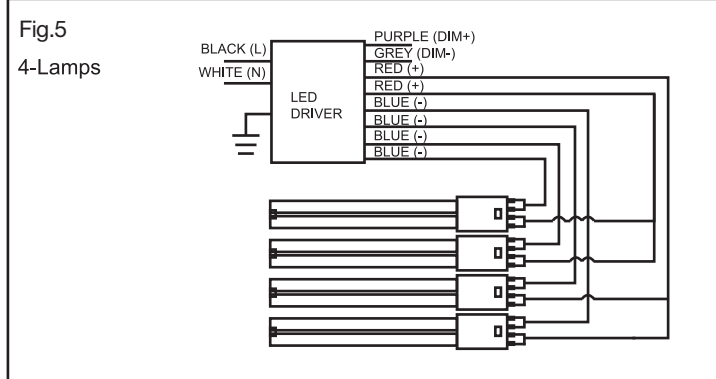 Fig.5
4-Lamps
BLACK (L)
WHITE (N)
LED
DRIVER
PURPLE (DIM+)
GREY (DIM-)
RED (+)
RED (+)
BLUE (-)
BLUE (-)
BLUE (-)
BLUE (-)